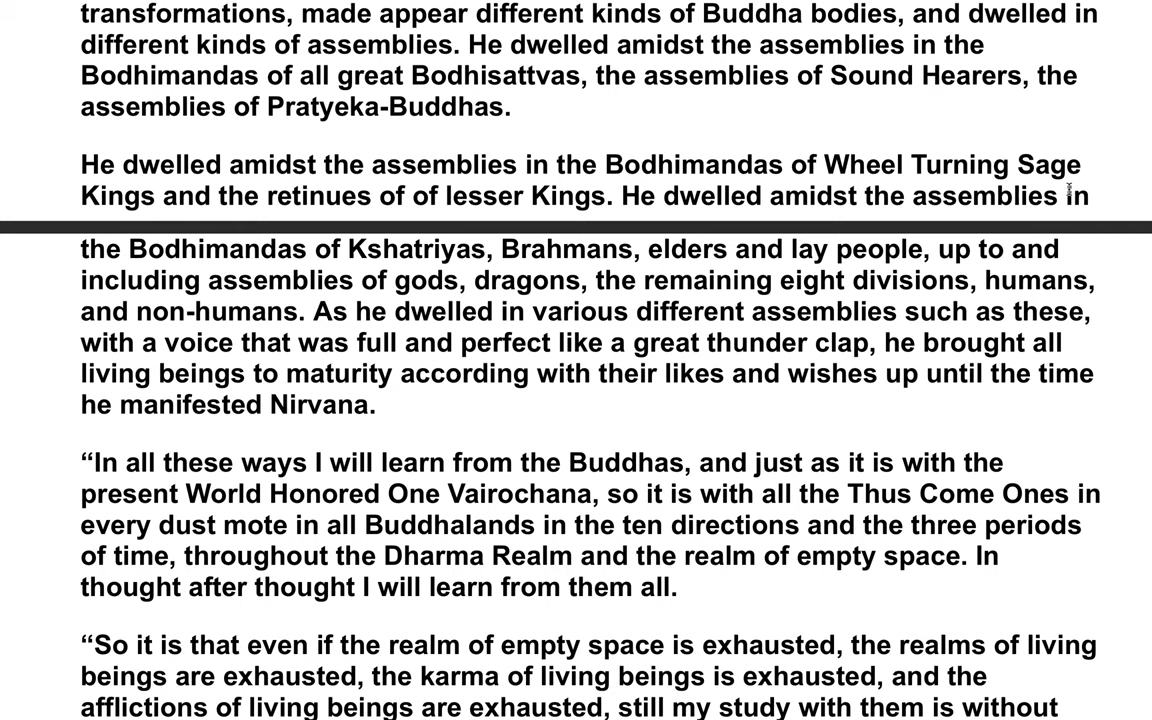 transformations, made appear different kinds of Buddha bodies, and dwelled in
different kinds of assemblies. He dwelled amidst the assemblies in the
Bodhimandas of all great Bodhisattvas, the assemblies of Sound Hearers, the
assemblies of Pratyeka-Buddhas.
He dwelled amidst the assemblies in the Bodhimandas of Wheel Turning Sage
Kings and the retinues of of lesser Kings. He dwelled amidst the assemblies in
the Bodhimandas of Kshatriyas, Brahmans, elders and lay people, up to and
including assemblies of gods, dragons, the remaining eight divisions, humans,
and non-humans. As he dwelled in various different assemblies such as these,
with a voice that was full and perfect like a great thunder clap, he brought all
living beings to maturity according with their likes and wishes up until the time
he manifested Nirvana.
“In all these ways I will learn from the Buddhas, and just as it is with the
present World Honored One Vairochana, so it is with all the Thus Come Ones in
every dust mote in all Buddhalands in the ten directions and the three periods
of time, throughout the Dharma Realm and the realm of empty space. In
thought after thought I will learn from them all.
“So it is that even if the realm of empty space is exhausted, the realms of living
beings are exhausted, the karma of living beings is exhausted, and the
afflictions of living beings are exhausted, still my study with them is without